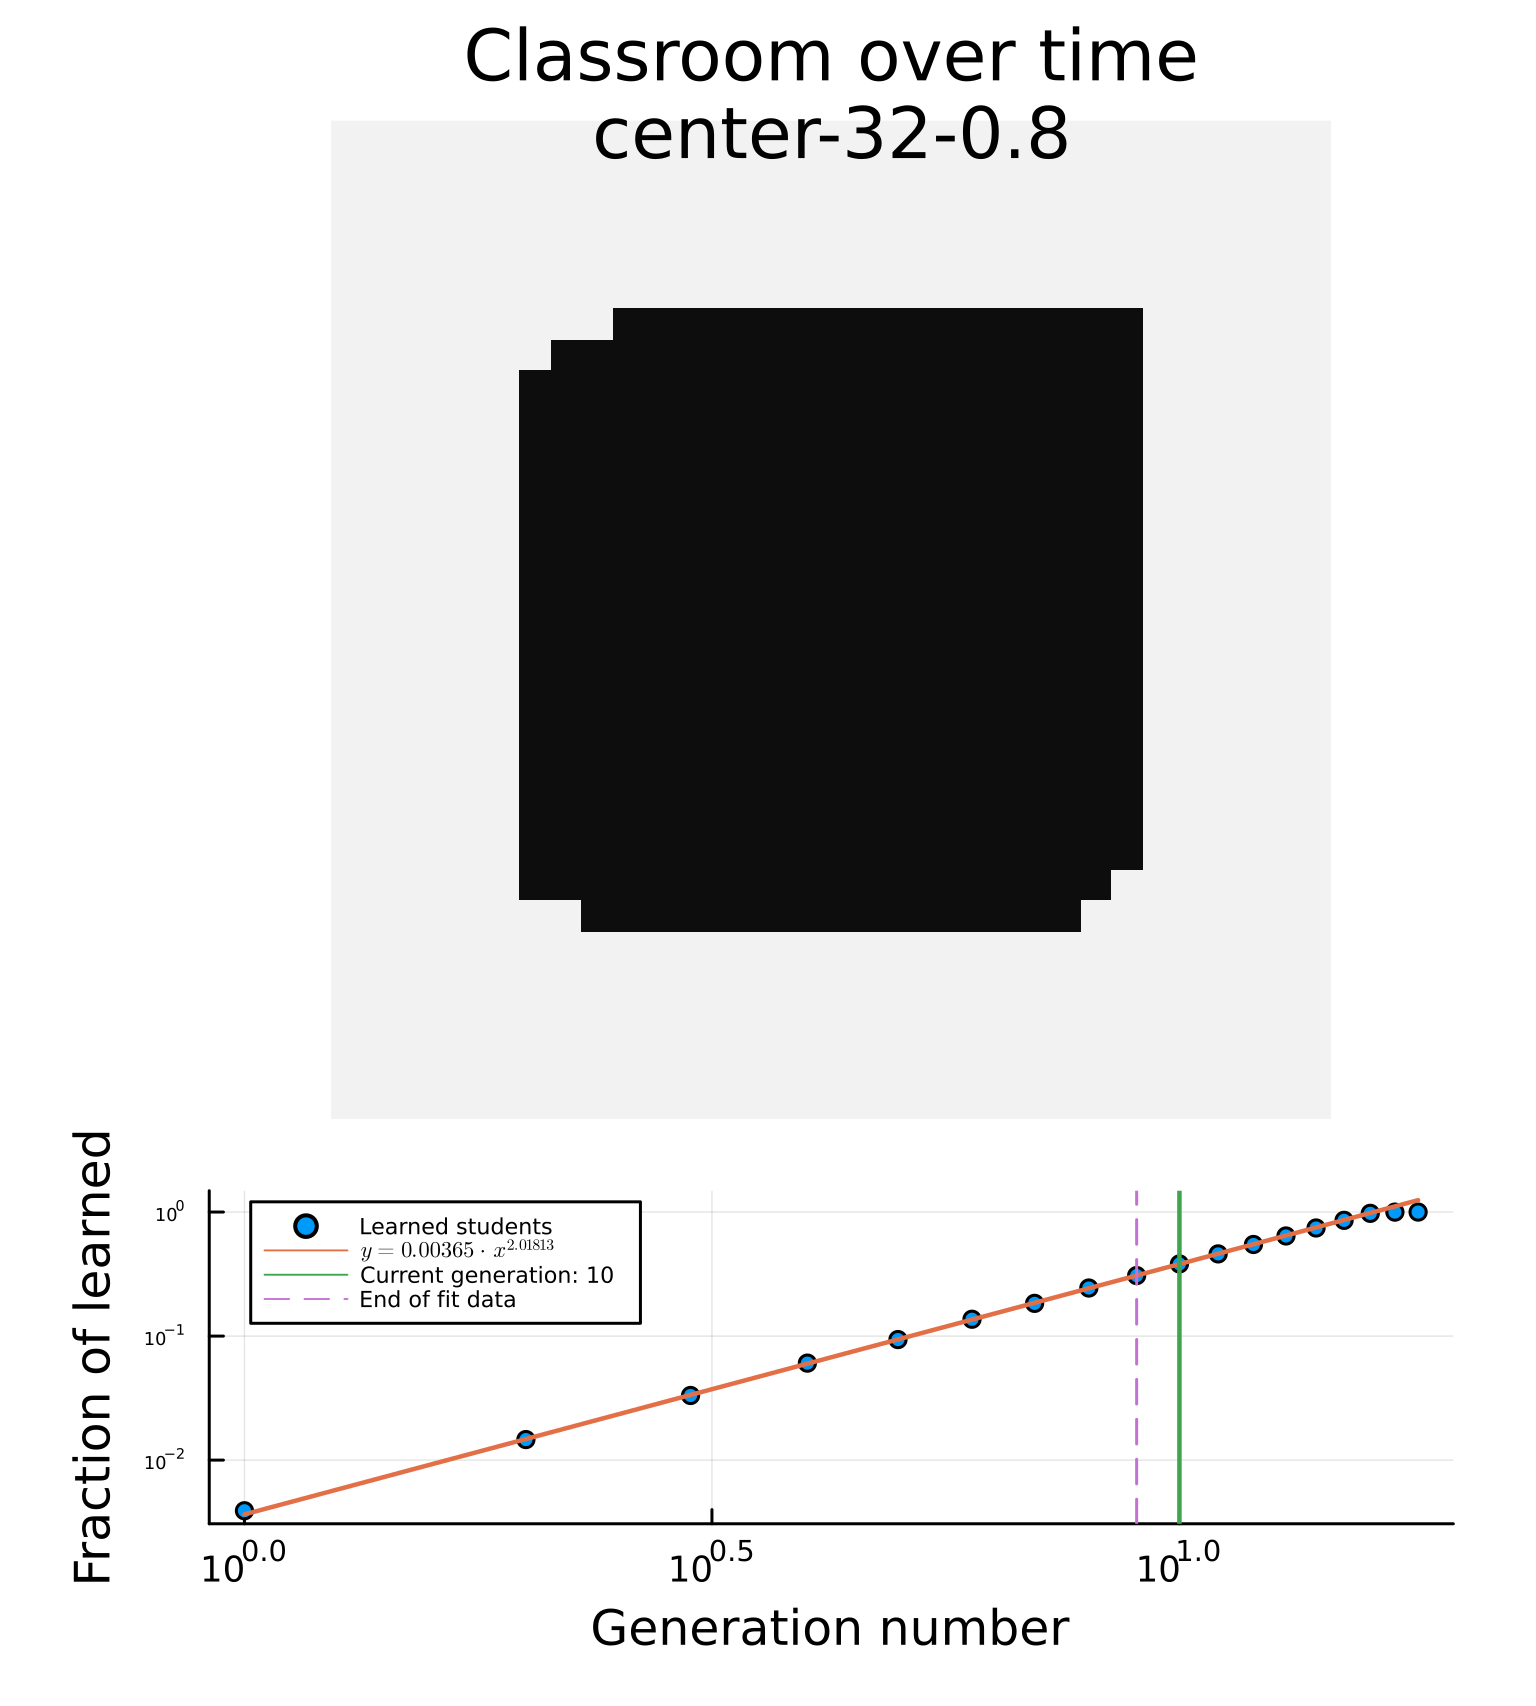 Classroom over time
center-32-0.8
Fraction of learned
10^0
10^−1
10^−2
Learned students
y = 0.00365 · x^2.01813
Current generation: 10
End of fit data
10^0.0 10^0.5 10^1.0
Generation number